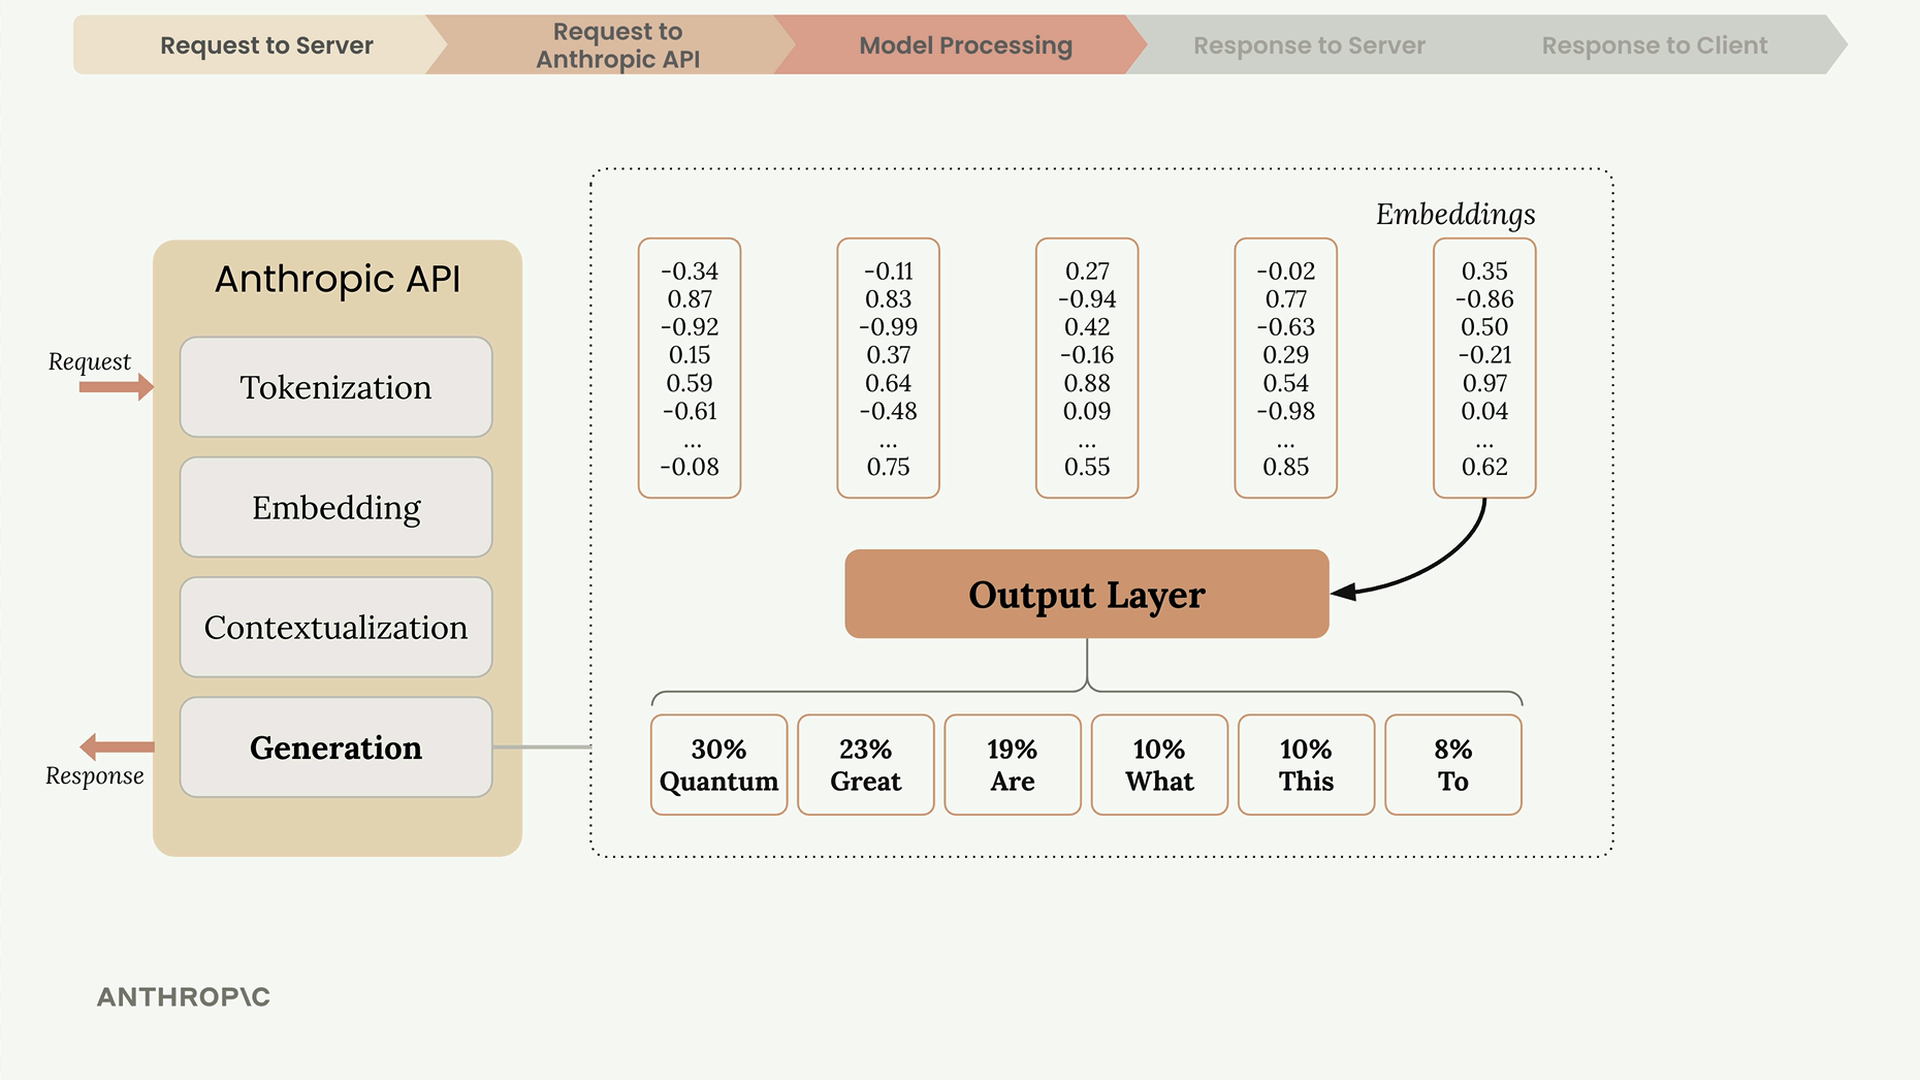 Request to Server
Request to
Anthropic API
Model Processing
Response to Server
Response to Client
Anthropic API
Request
Tokenization
Embedding
Contextualization
Generation
Response
Embeddings
-0.34
0.87
-0.92
0.15
0.59
-0.61
...
-0.08
-0.11
0.83
-0.99
0.37
0.64
-0.48
...
0.75
0.27
-0.94
0.42
-0.16
0.88
0.09
...
0.55
-0.02
0.77
-0.63
0.29
0.54
-0.98
...
0.85
0.35
-0.86
0.50
-0.21
0.97
0.04
...
0.62
Output Layer
30%
Quantum
23%
Great
19%
Are
10%
What
10%
This
8%
To
ANTHROP\C